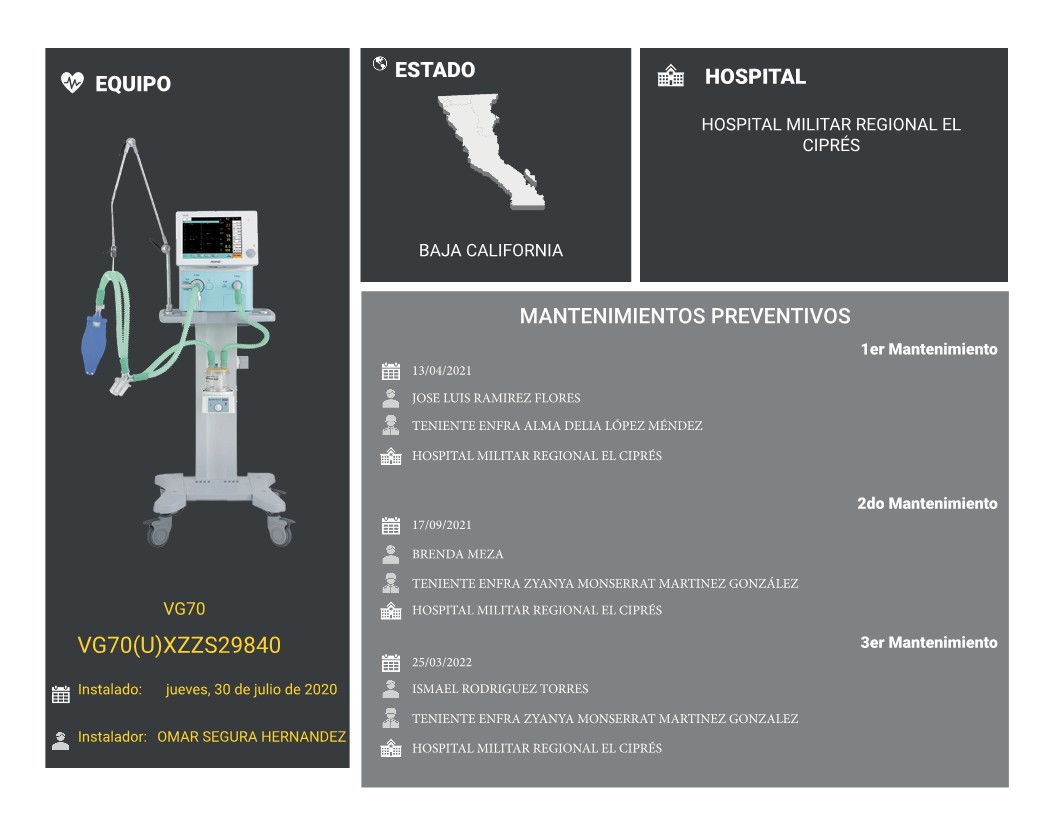 EQUIPO
VG70
VG70(U)XZZS29840
Instalado: jueves, 30 de julio de 2020
Instalador: OMAR SEGURA HERNANDEZ
ESTADO
BAJA CALIFORNIA
HOSPITAL
HOSPITAL MILITAR REGIONAL EL
CIPRÉS
MANTENIMIENTOS PREVENTIVOS
1er Mantenimiento
13/04/2021
JOSE LUIS RAMIREZ FLORES
TENIENTE ENFRA ALMA DELIA LÓPEZ MÉNDEZ
HOSPITAL MILITAR REGIONAL EL CIPRÉS
2do Mantenimiento
17/09/2021
BRENDA MEZA
TENIENTE ENFRA ZYANYA MONSERRAT MARTINEZ GONZÁLEZ
HOSPITAL MILITAR REGIONAL EL CIPRÉS
3er Mantenimiento
25/03/2022
ISMAEL RODRIGUEZ TORRES
TENIENTE ENFRA ZYANYA MONSERRAT MARTINEZ GONZALEZ
HOSPITAL MILITAR REGIONAL EL CIPRÉS